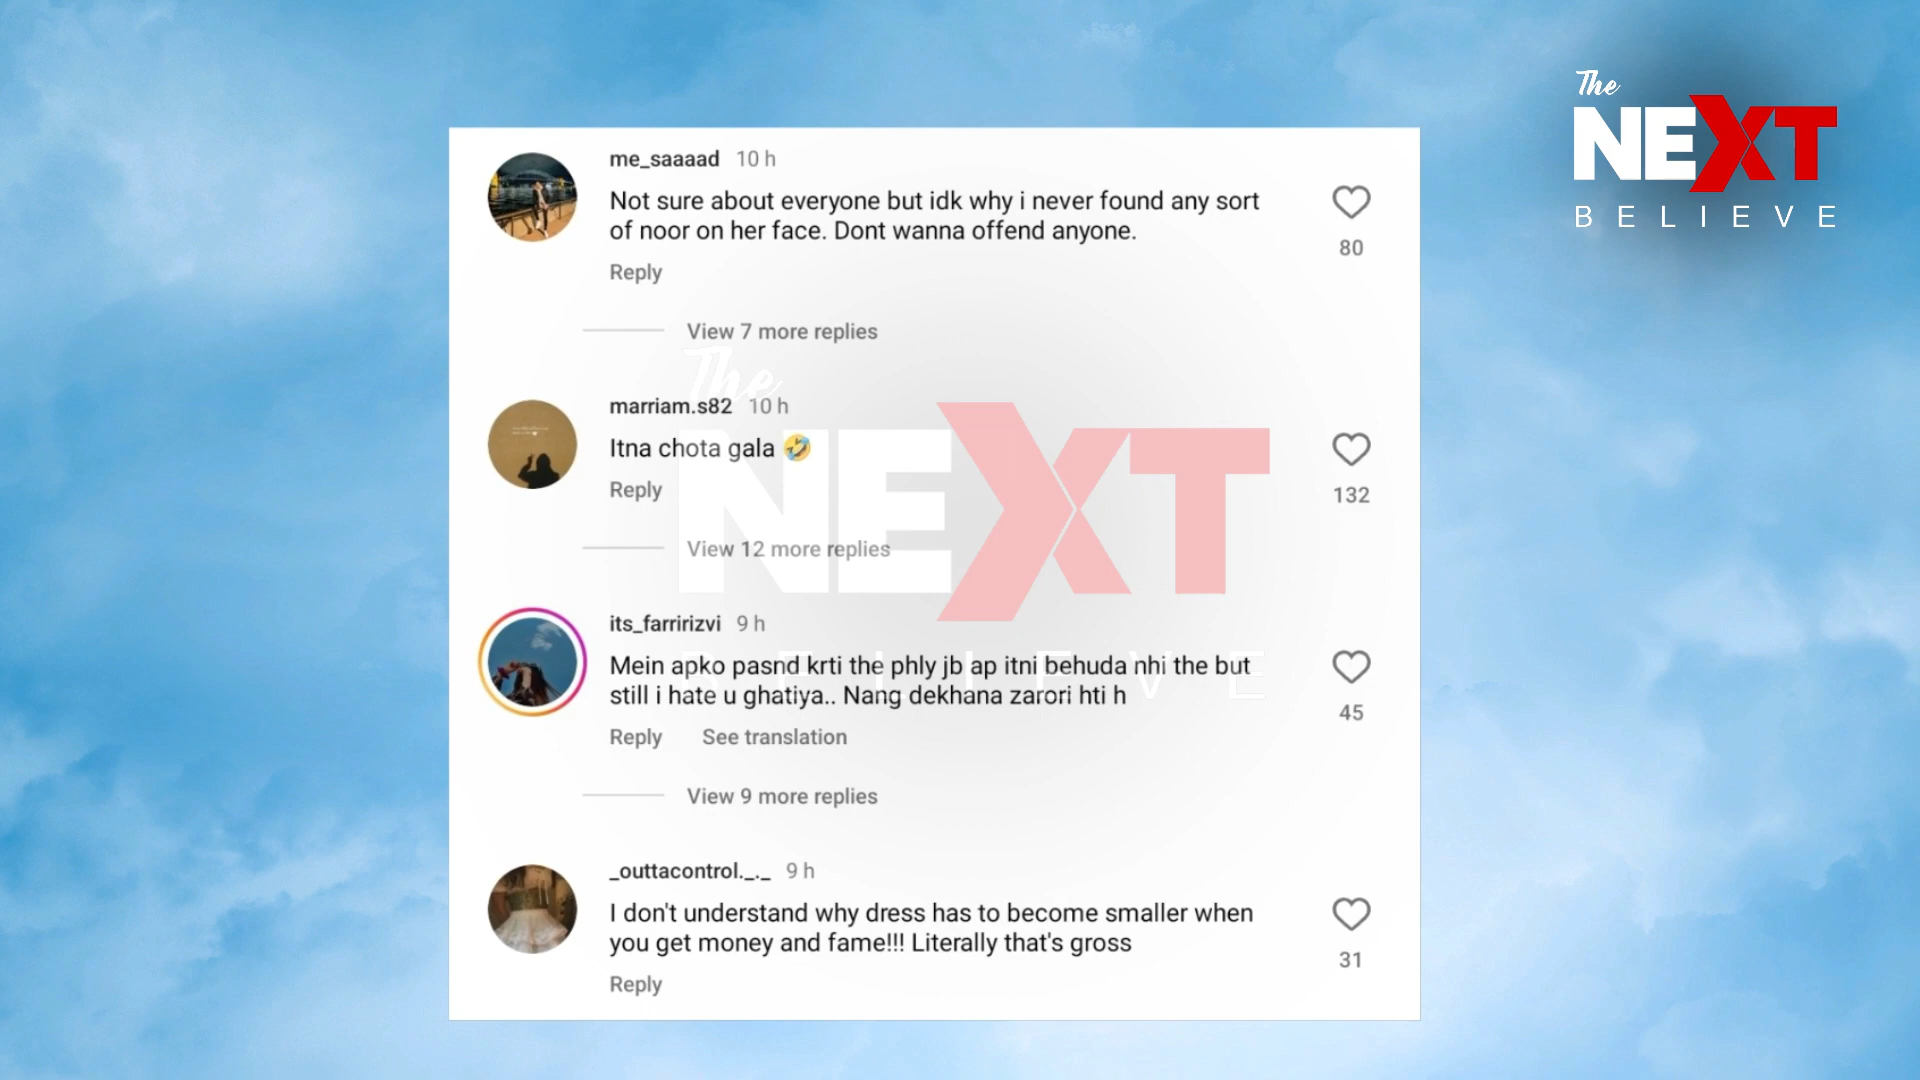 The
NEXT
BELIEVE
me_saaaad 10 h
Not sure about everyone but idk why i never found any sort
of noor on her face. Dont wanna offend anyone.
80
Reply
View 7 more replies
The
NEXT
BELIEVE
marriam.s82 10 h
Itna chota gala 🤣
132
Reply
View 12 more replies
its_farririzvi 9 h
Mein apko pasnd krti the phly jb ap itni behuda nhi the but
still i hate u ghatiya.. Nang dekhana zarori hti h
45
Reply See translation
View 9 more replies
_outtacontrol._._ 9 h
I don't understand why dress has to become smaller when
you get money and fame!!! Literally that's gross
31
Reply